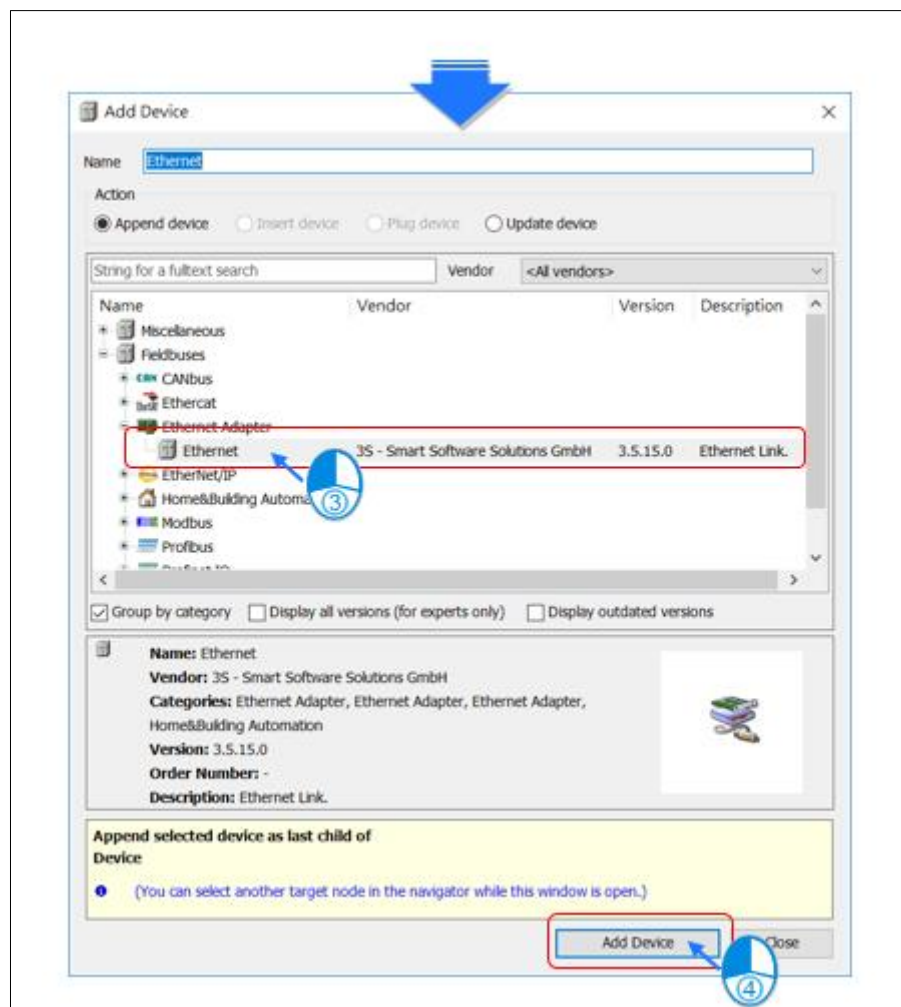 Add Device
Name Ethernet
Action
Append device Insert device Plug device Update device
String for a fulltext search Vendor <All vendors>
Name Vendor Version Description
Miscellaneous
Fieldbuses
CAN CANbus
Ethercat
Ethernet Adapter
Ethernet 3S - Smart Software Solutions GmbH 3.5.15.0 Ethernet Link.
EtherNet/IP
③
Home&Building Automa
Modbus
Profibus
Group by category Display all versions (for experts only) Display outdated versions
Name: Ethernet
Vendor: 3S - Smart Software Solutions GmbH
Categories: Ethernet Adapter, Ethernet Adapter, Ethernet Adapter,
Home&Building Automation
Version: 3.5.15.0
Order Number: -
Description: Ethernet Link.
Append selected device as last child of
Device
(You can select another target node in the navigator while this window is open.)
Add Device Close
④